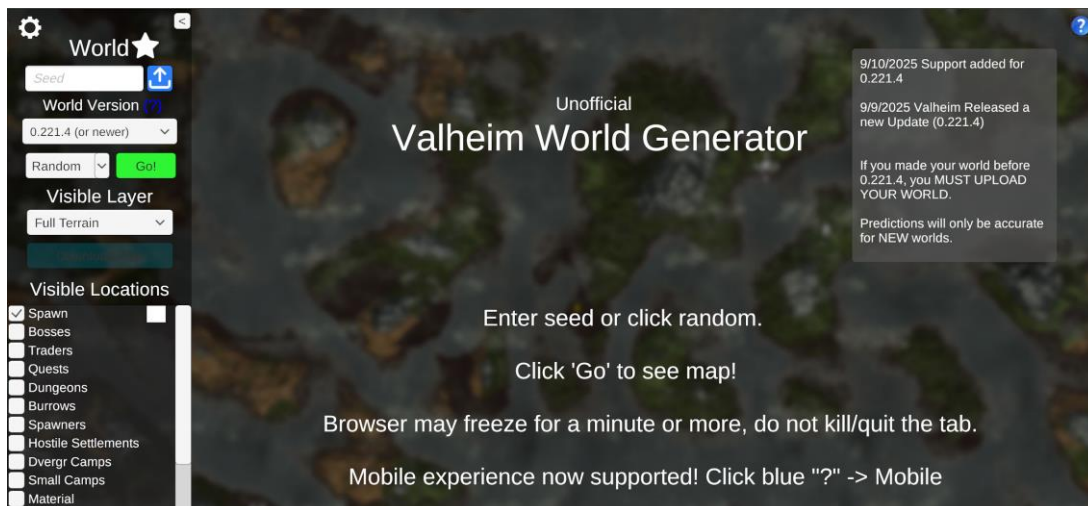 <
World
Seed
World Version (?)
0.221.4 (or newer)
Random
Go!
Visible Layer
Full Terrain
Visible Locations
Spawn
Bosses
Traders
Quests
Dungeons
Burrows
Spawners
Hostile Settlements
Dvergr Camps
Small Camps
Material
Unofficial
Valheim World Generator
Enter seed or click random.
Click 'Go' to see map!
Browser may freeze for a minute or more, do not kill/quit the tab.
Mobile experience now supported! Click blue "?" -> Mobile
?
9/10/2025 Support added for
0.221.4
9/9/2025 Valheim Released a
new Update (0.221.4)
If you made your world before
0.221.4, you MUST UPLOAD
YOUR WORLD.
Predictions will only be accurate
for NEW worlds.